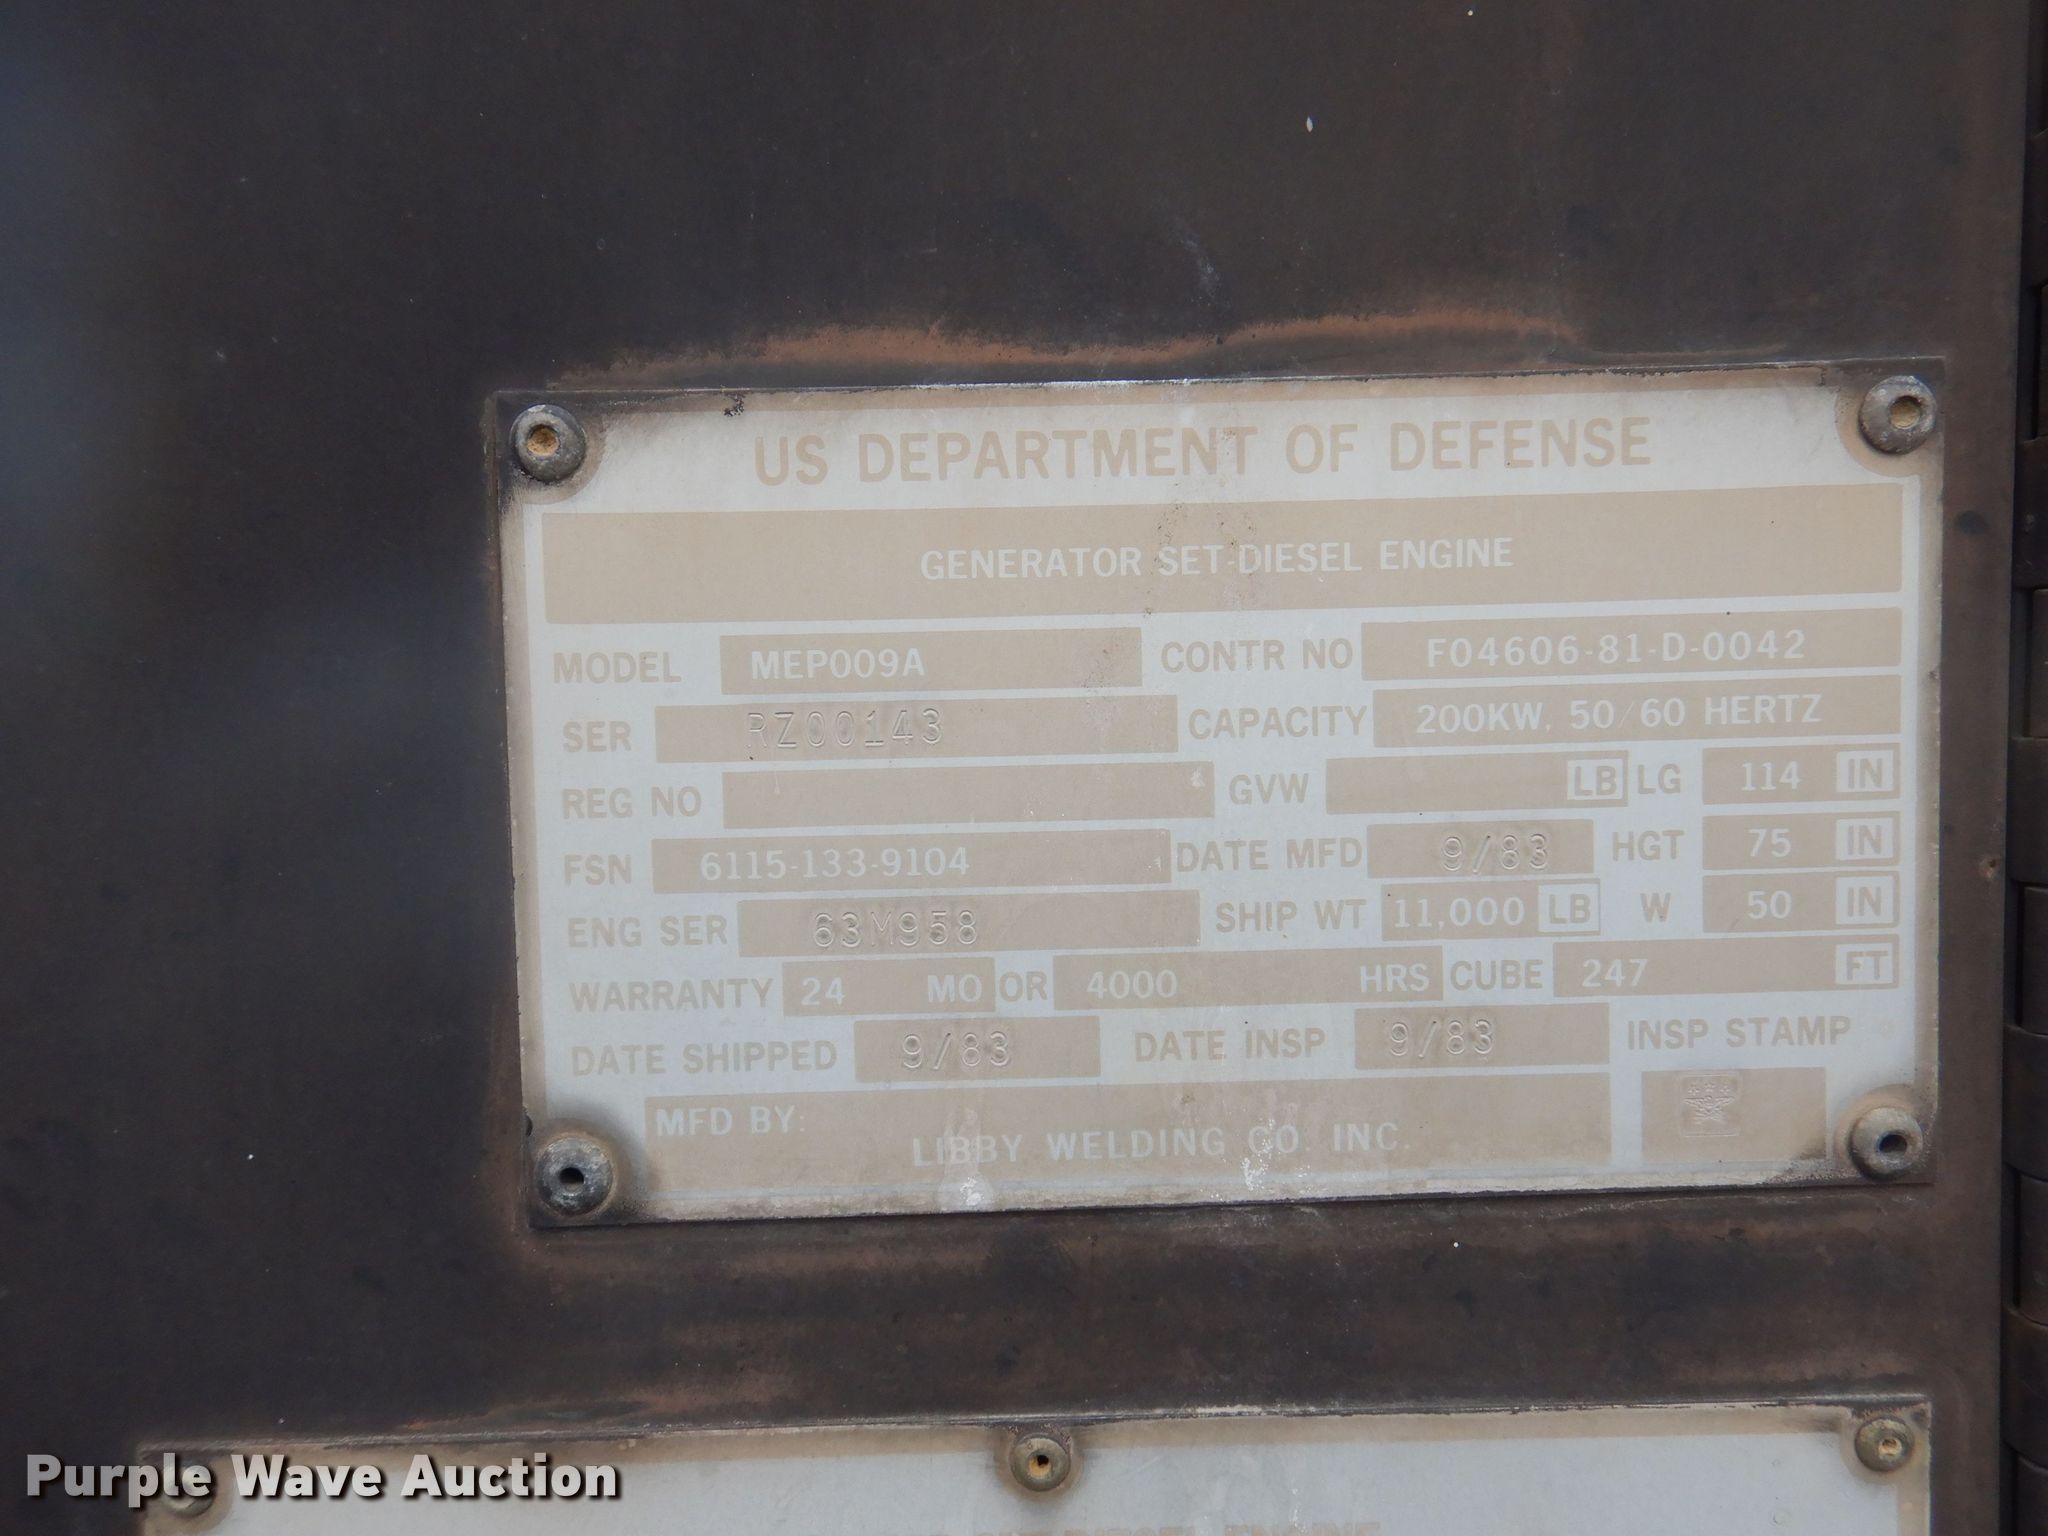 US DEPARTMENT OF DEFENSE
GENERATOR SET-DIESEL ENGINE
MODEL MEP009A CONTR NO F04606-81-D-0042
SER RZ00143 CAPACITY 200KW, 50/60 HERTZ
REG NO GVW LB LG 114 IN
FSN 6115-133-9104 DATE MFD 9/83 HGT 75 IN
ENG SER 63M958 SHIP WT 11,000 LB W 50 IN
WARRANTY 24 MO OR 4000 HRS CUBE 247 FT
DATE SHIPPED 9/83 DATE INSP 9/83 INSP STAMP
MFD BY:
LIBBY WELDING CO. INC.
Purple Wave Auction